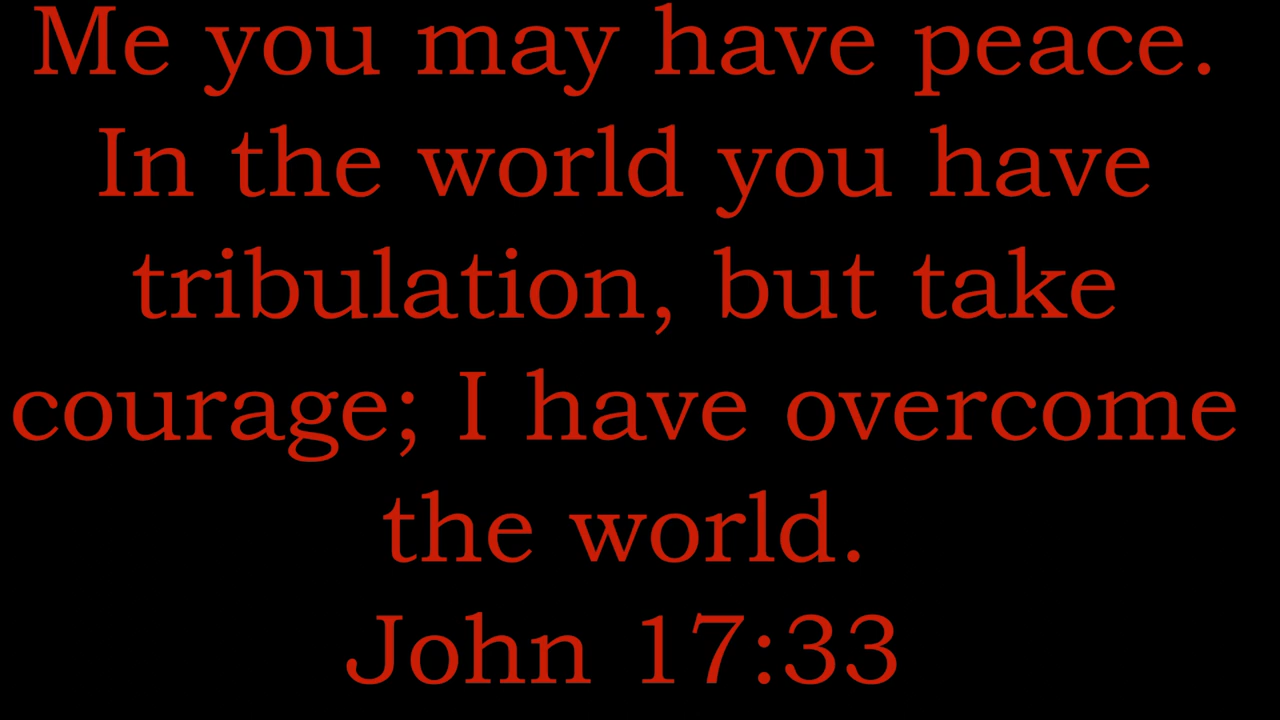 Me you may have peace.
In the world you have
tribulation, but take
courage; I have overcome
the world.
John 17:33